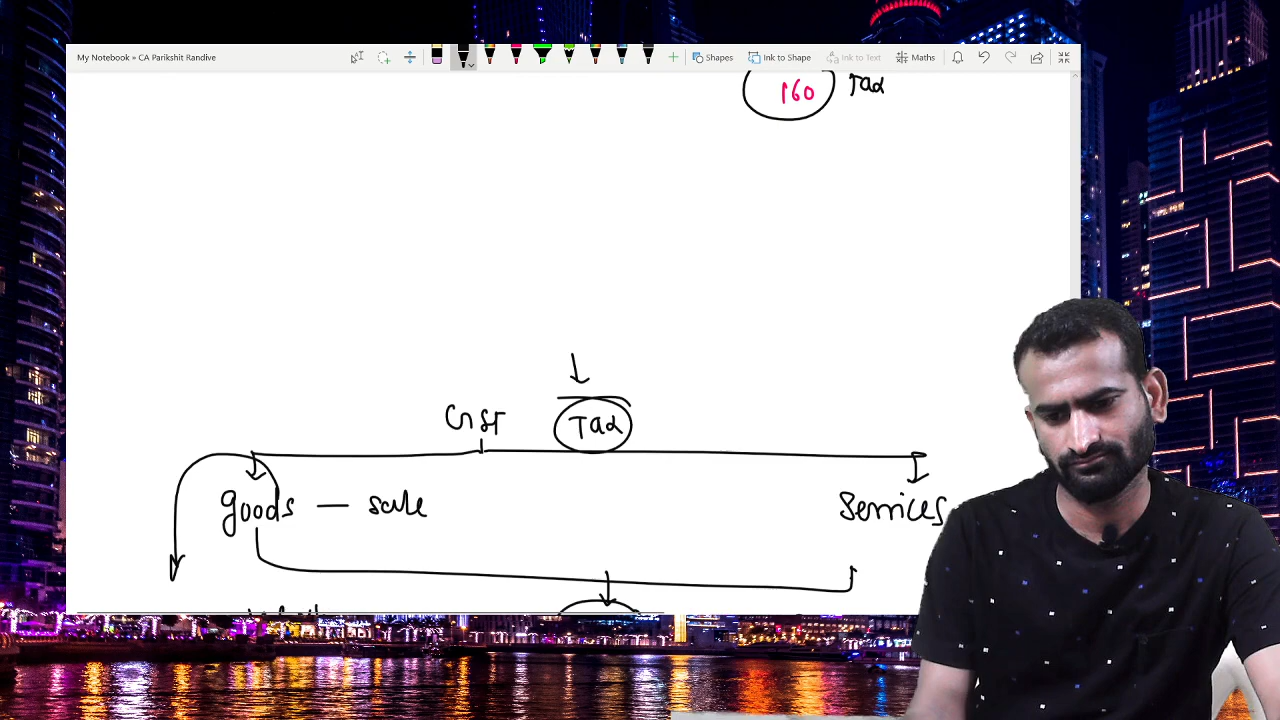 My Notebook » CA Parikshit Randive
Shapes
Ink to Shape
Ink to Text
Maths
160 Tax
GST Tax
goods — sale
Services